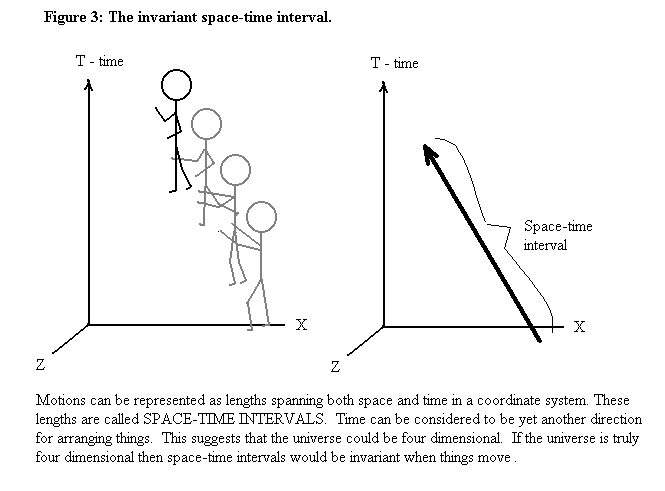 Figure 3: The invariant space-time interval.
T - time
T - time
Space-time
interval
X
X
Z
Z
Motions can be represented as lengths spanning both space and time in a coordinate system. These
lengths are called SPACE-TIME INTERVALS. Time can be considered to be yet another direction
for arranging things. This suggests that the universe could be four dimensional. If the universe is truly
four dimensional then space-time intervals would be invariant when things move .